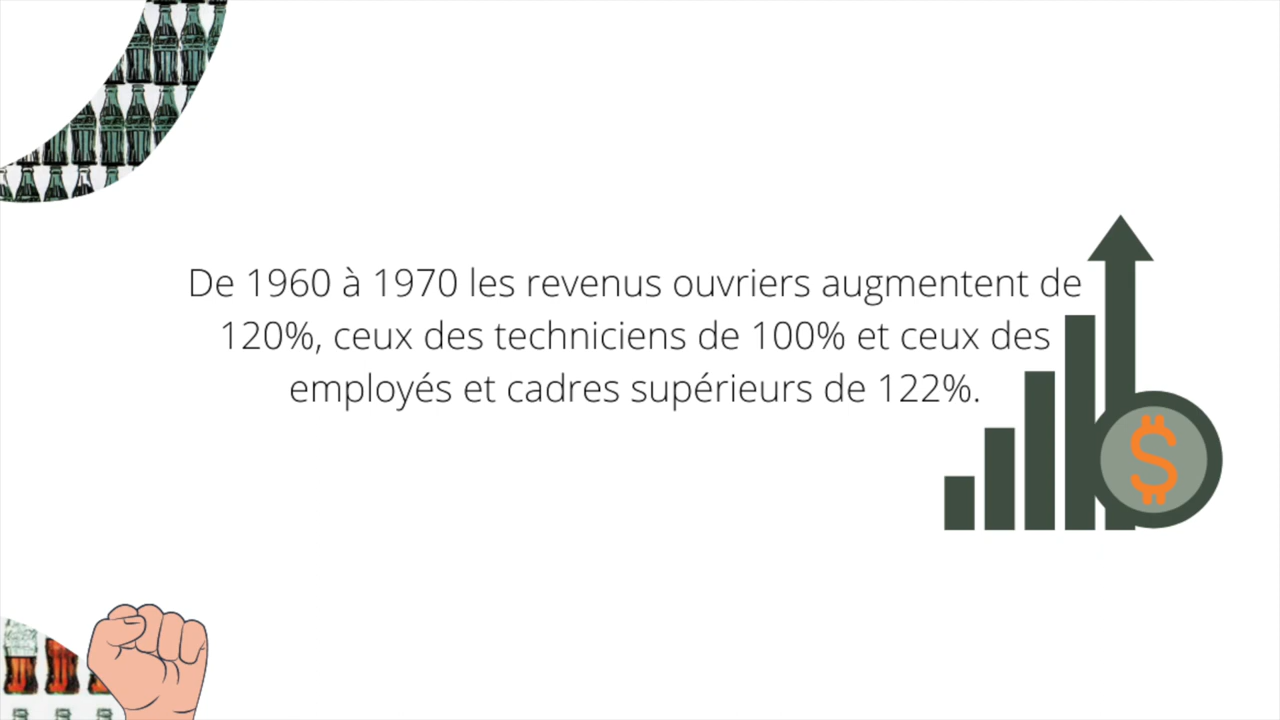 De 1960 à 1970 les revenus ouvriers augmentent de
120%, ceux des techniciens de 100% et ceux des
employés et cadres supérieurs de 122%.
$